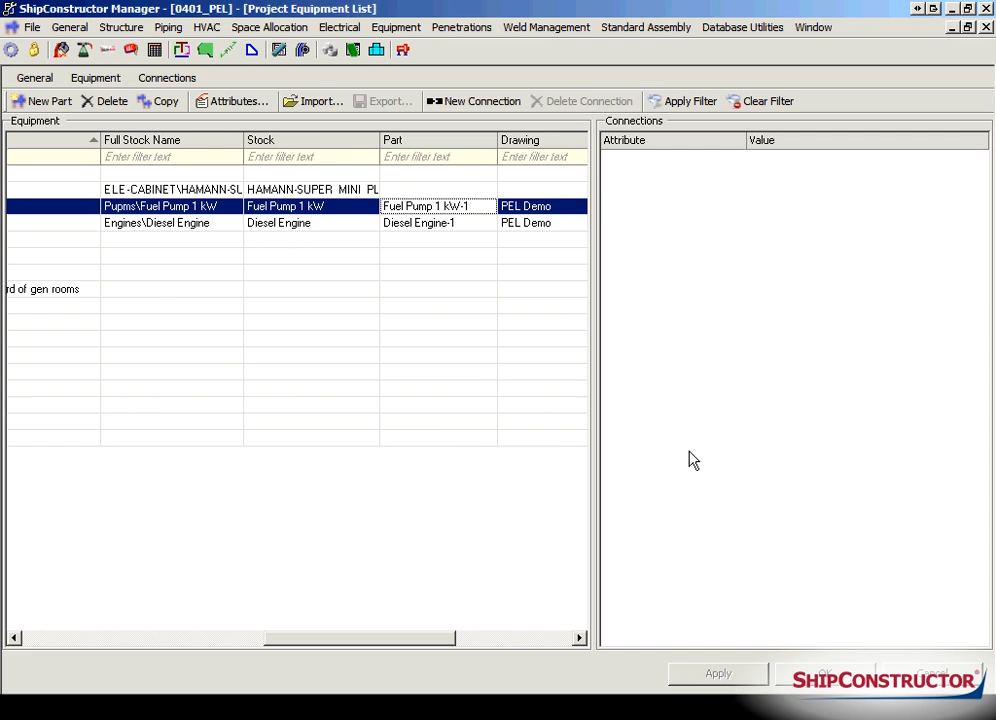 ShipConstructor Manager - [0401_PEL] - [Project Equipment List]
File General Structure Piping HVAC Space Allocation Electrical Equipment Penetrations Weld Management Standard Assembly Database Utilities Window
General Equipment Connections
New Part Delete Copy Attributes... Import... Export... New Connection Delete Connection Apply Filter Clear Filter
Equipment Connections
Full Stock Name Stock Part Drawing Attribute Value
Enter filter text Enter filter text Enter filter text Enter filter text
ELE-CABINET\HAMANN-SU HAMANN-SUPER MINI PL
Pupms\Fuel Pump 1 kW Fuel Pump 1 kW Fuel Pump 1 kW-1 PEL Demo
Engines\Diesel Engine Diesel Engine Diesel Engine-1 PEL Demo
rd of gen rooms
Apply OK Cancel
SHIPCONSTRUCTOR®